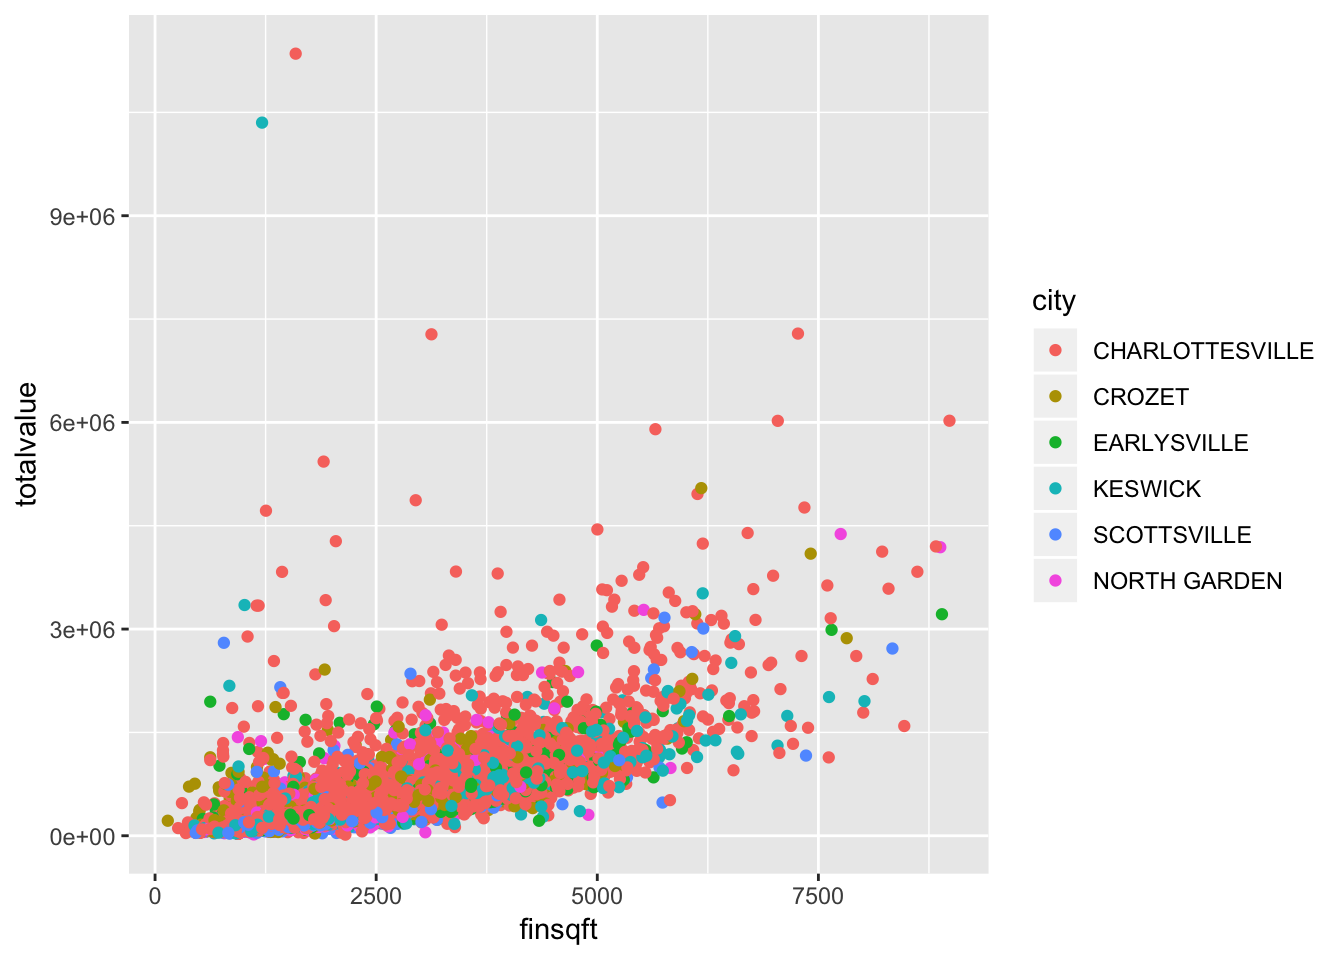 9e+06
6e+06
3e+06
0e+00
totalvalue
0
2500
5000
7500
finsqft
city
CHARLOTTESVILLE
CROZET
EARLYSVILLE
KESWICK
SCOTTSVILLE
NORTH GARDEN